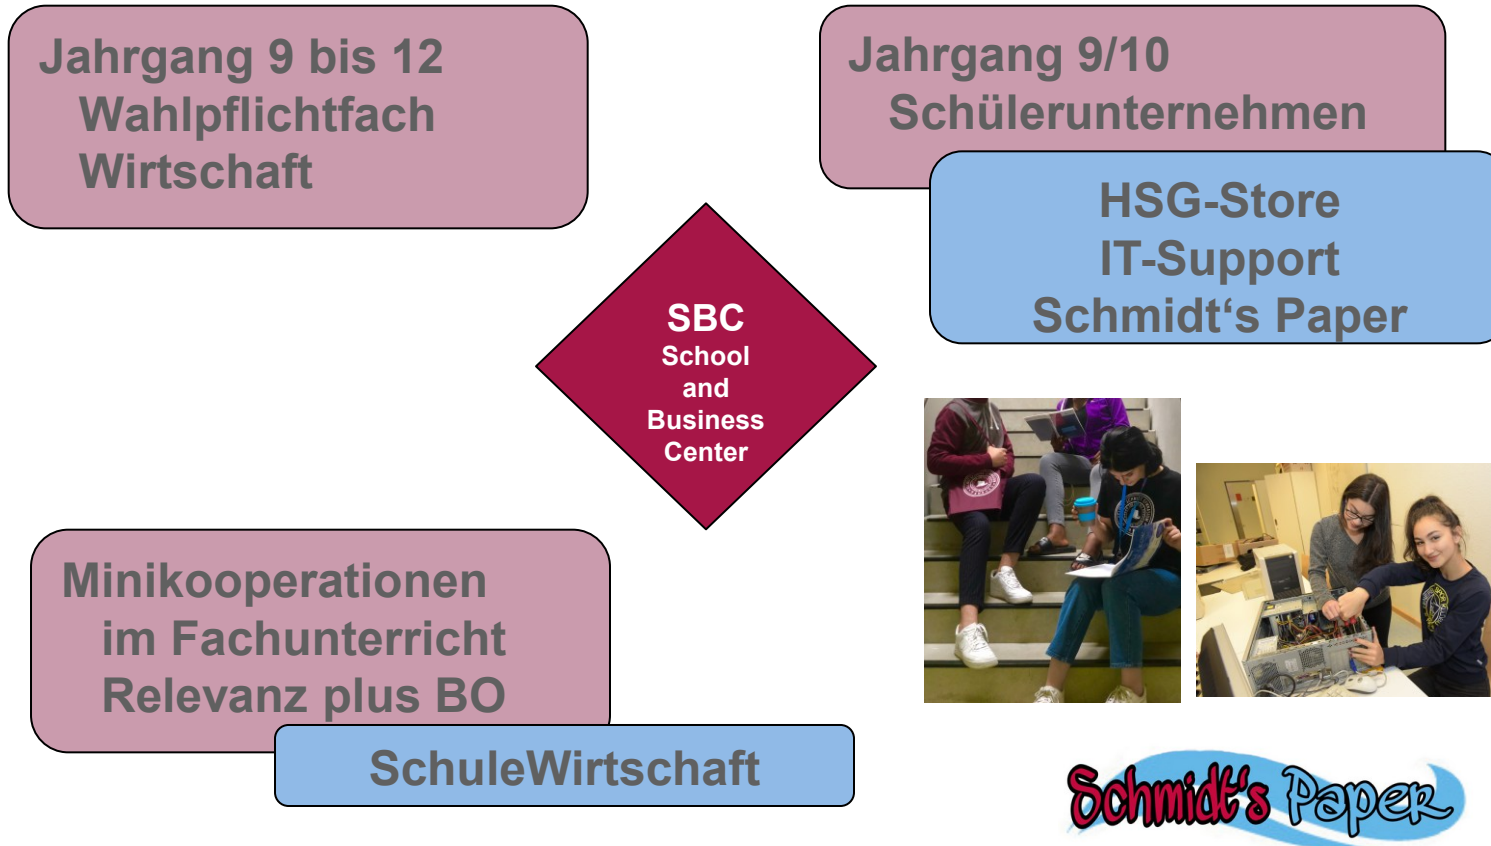 Jahrgang 9 bis 12
Wahlpflichtfach
Wirtschaft
Jahrgang 9/10
Schülerunternehmen
HSG-Store
IT-Support
Schmidt‘s Paper
SBC
School
and
Business
Center
Minikooperationen
im Fachunterricht
Relevanz plus BO
SchuleWirtschaft
Schmidt's Paper